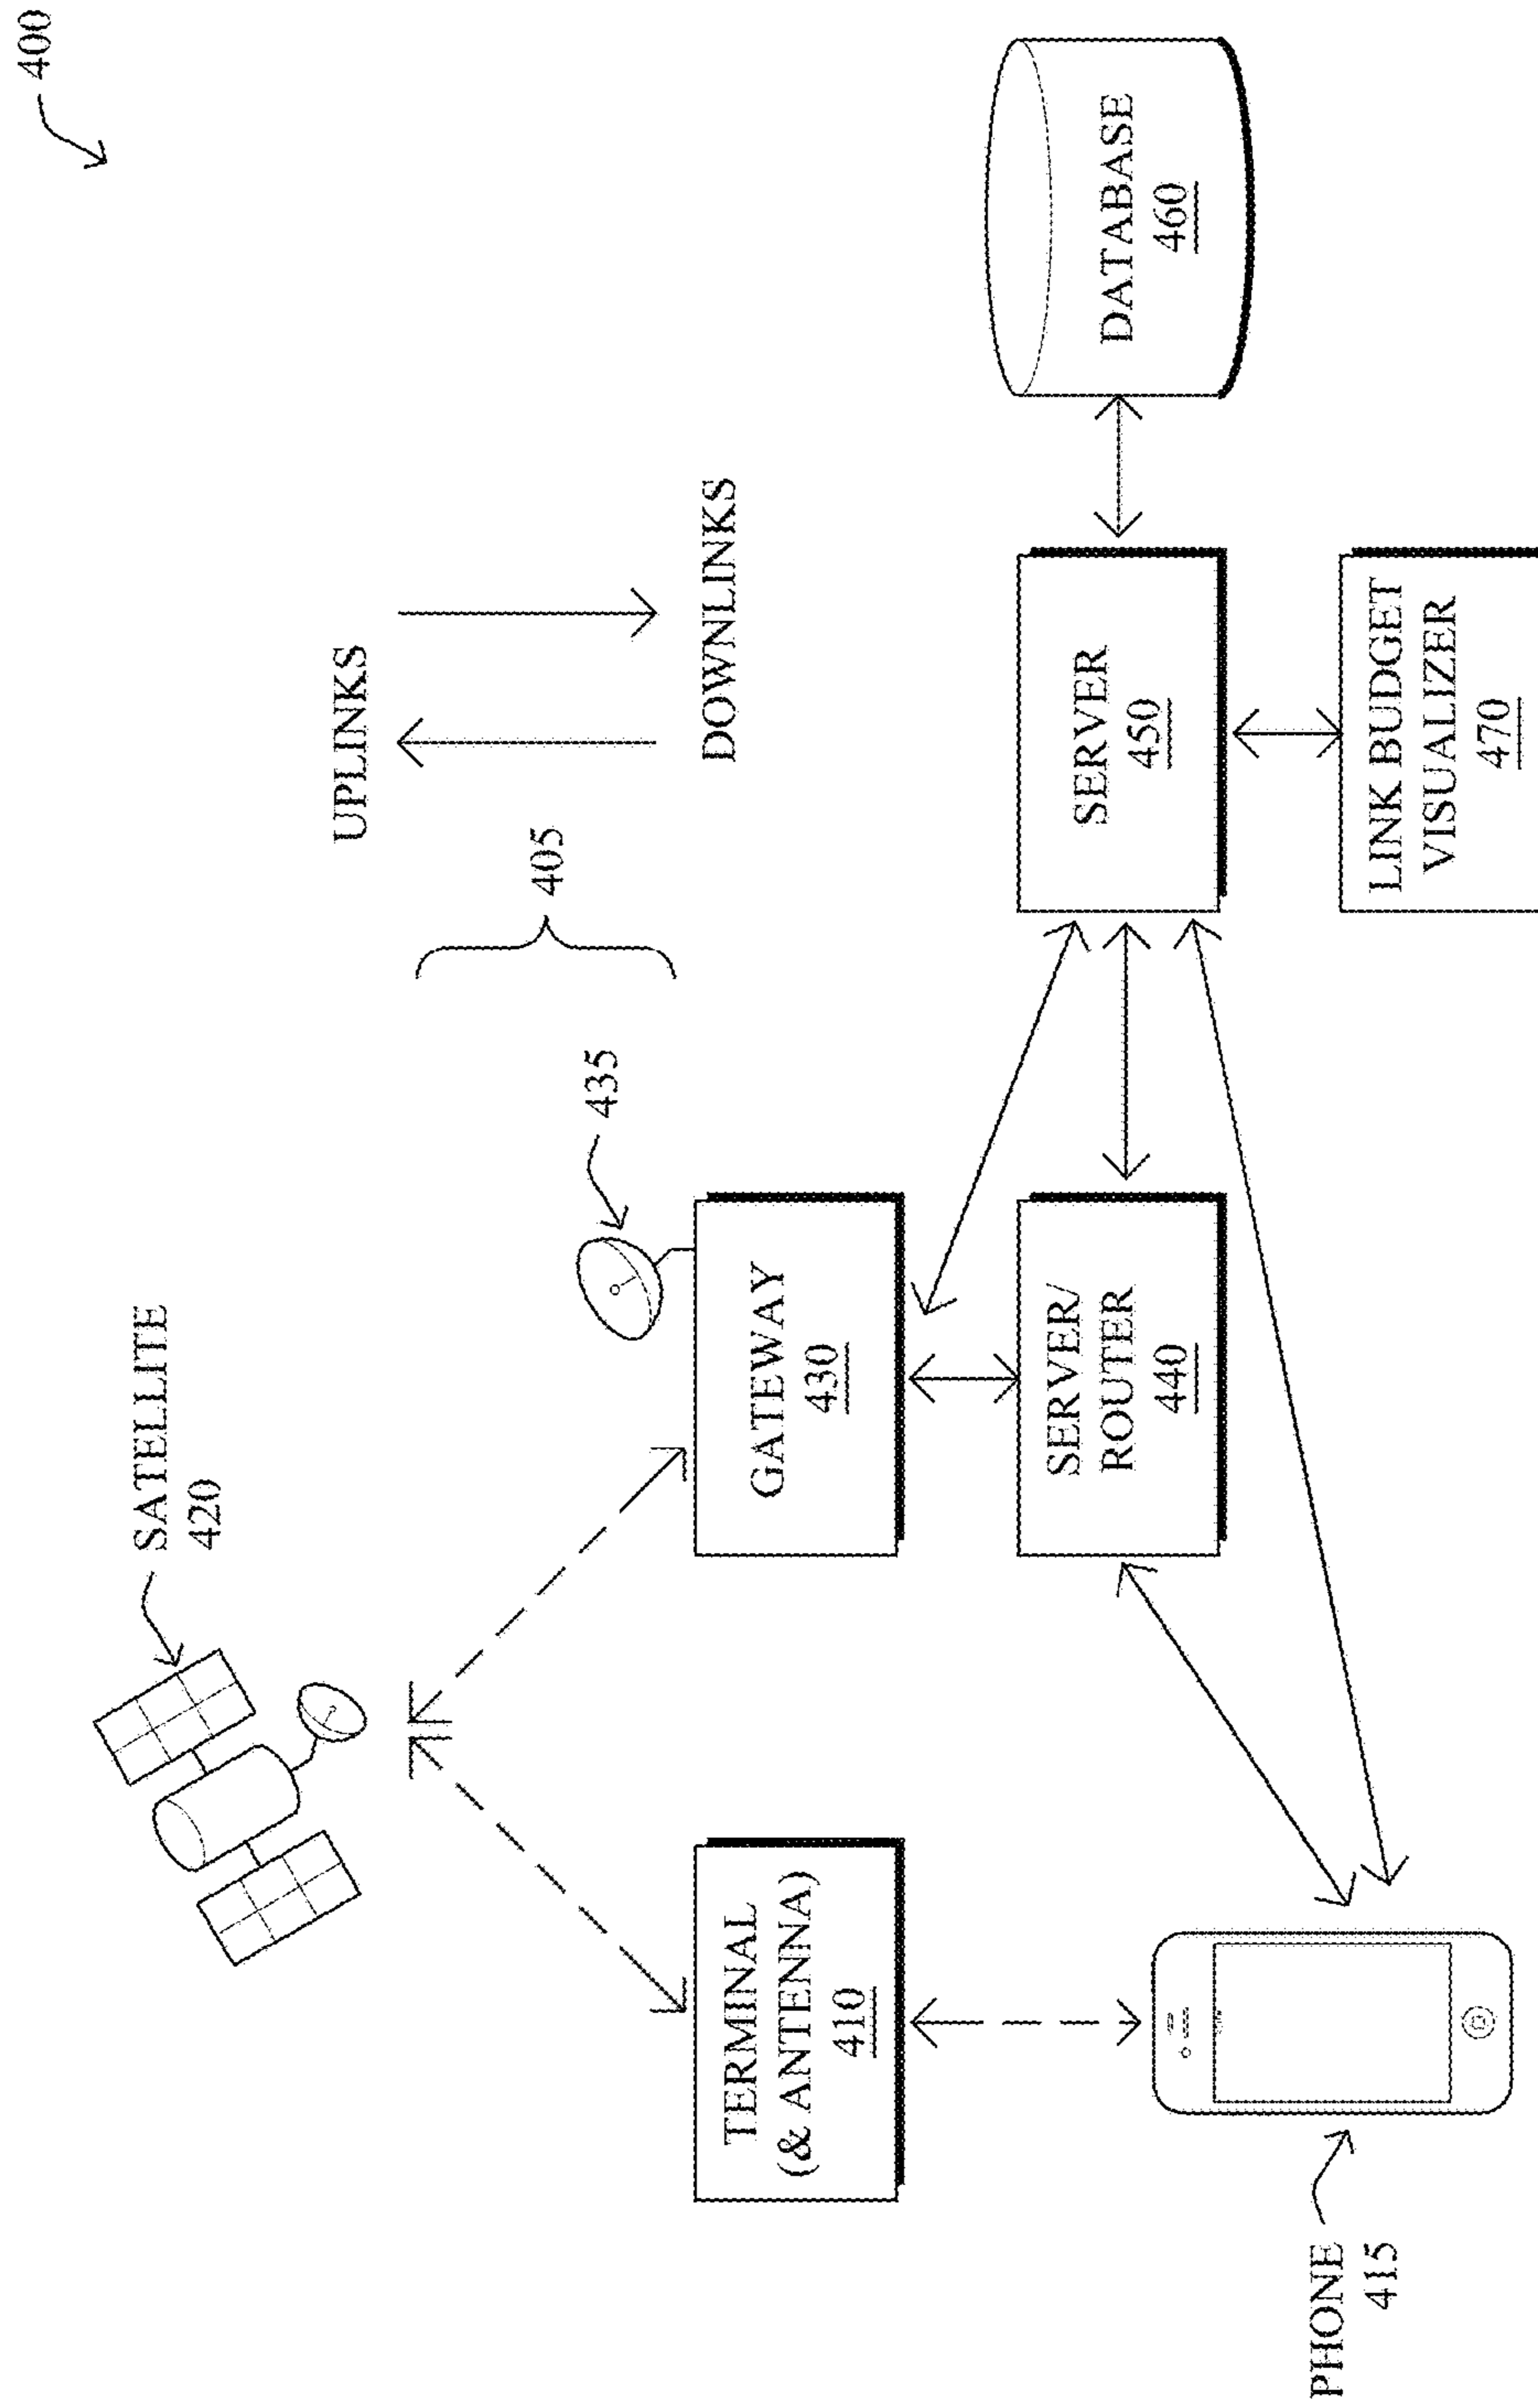 400
SATELLITE
420
UPLINKS
405
DOWNLINKS
435
TERMINAL
(& ANTENNA)
410
GATEWAY
430
SERVER/
ROUTER
440
SERVER
450
DATABASE
460
LINK BUDGET
VISUALIZER
470
PHONE
415